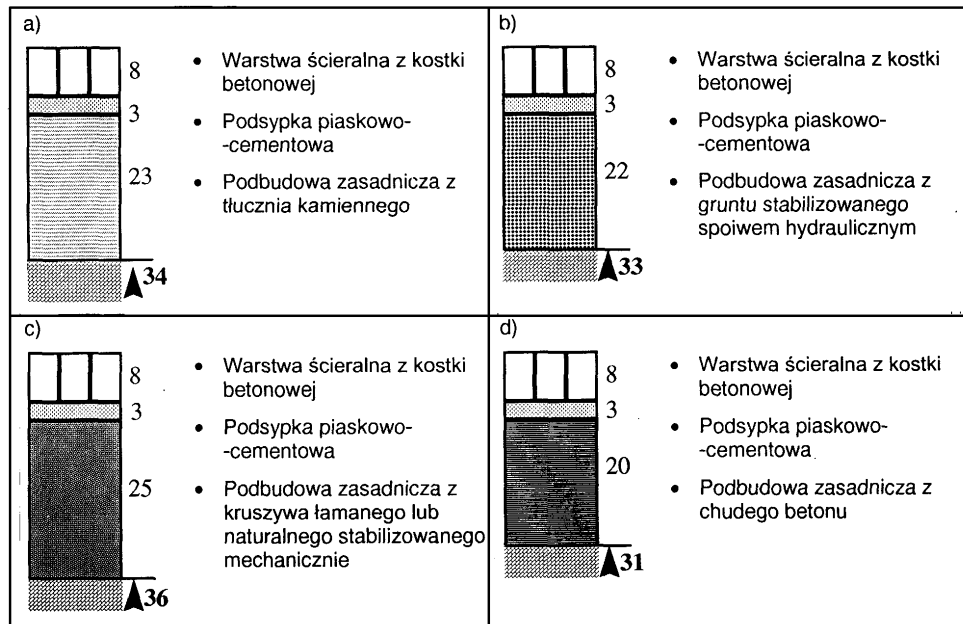 a)
8
3
23
34
• Warstwa ścieralna z kostki
betonowej
• Podsypka piaskowo-
-cementowa
• Podbudowa zasadnicza z
tłucznia kamiennego
b)
8
3
22
33
• Warstwa ścieralna z kostki
betonowej
• Podsypka piaskowo-
-cementowa
• Podbudowa zasadnicza z
gruntu stabilizowanego
spoiwem hydraulicznym
c)
8
3
25
36
• Warstwa ścieralna z kostki
betonowej
• Podsypka piaskowo-
-cementowa
• Podbudowa zasadnicza z
kruszywa łamanego lub
naturalnego stabilizowanego
mechanicznie
d)
8
3
20
31
• Warstwa ścieralna z kostki
betonowej
• Podsypka piaskowo-
-cementowa
• Podbudowa zasadnicza z
chudego betonu